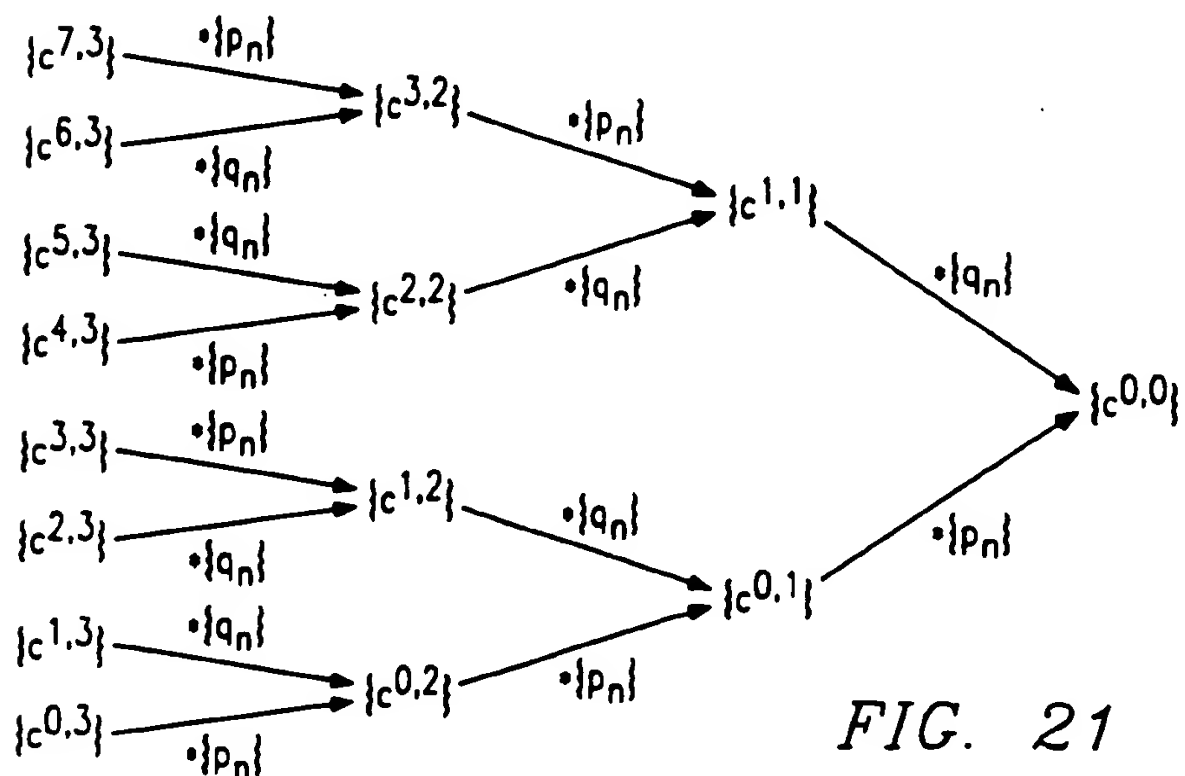 {c^7,3}
*{p_n}
{c^6,3}
*{q_n}
{c^3,2}
*{p_n}
{c^5,3}
*{q_n}
{c^4,3}
*{p_n}
{c^2,2}
*{q_n}
{c^1,1}
*{q_n}
{c^3,3}
*{p_n}
{c^2,3}
*{q_n}
{c^1,2}
*{q_n}
{c^1,3}
*{q_n}
{c^0,3}
*{p_n}
{c^0,2}
*{p_n}
{c^0,1}
*{p_n}
{c^0,0}
FIG. 21